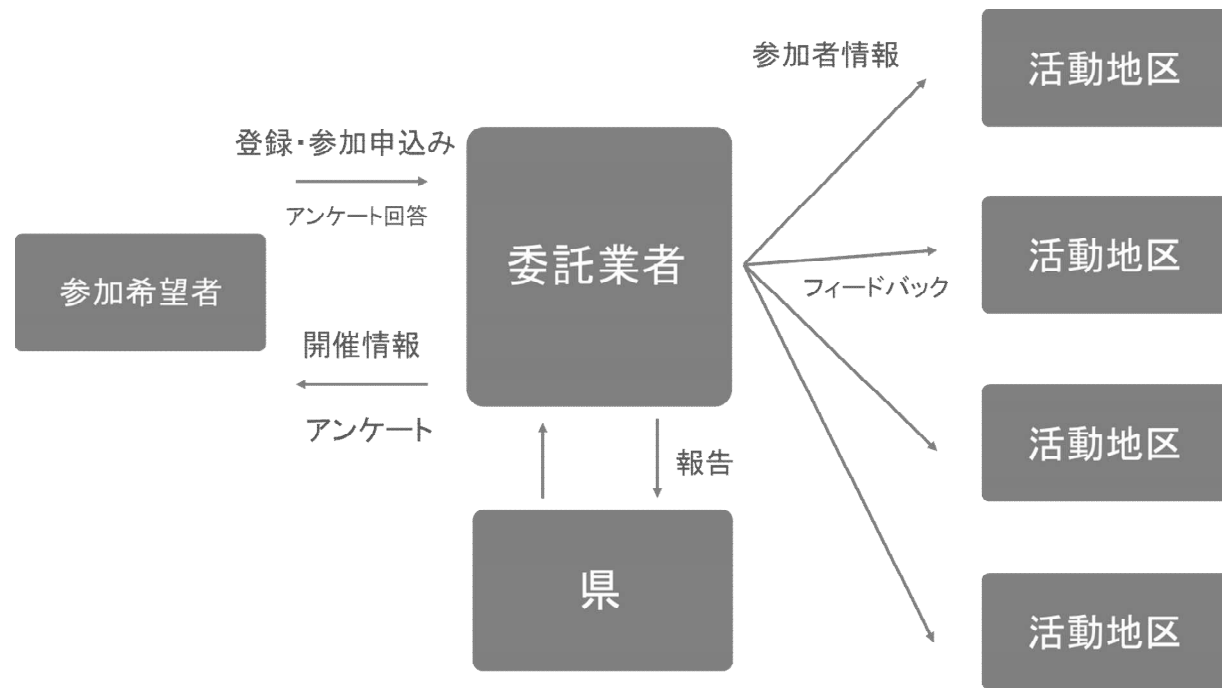 参加者情報
活動地区
登録・参加申込み
アンケート回答
委託業者
活動地区
フィードバック
参加希望者
開催情報
アンケート
活動地区
報告
県
活動地区